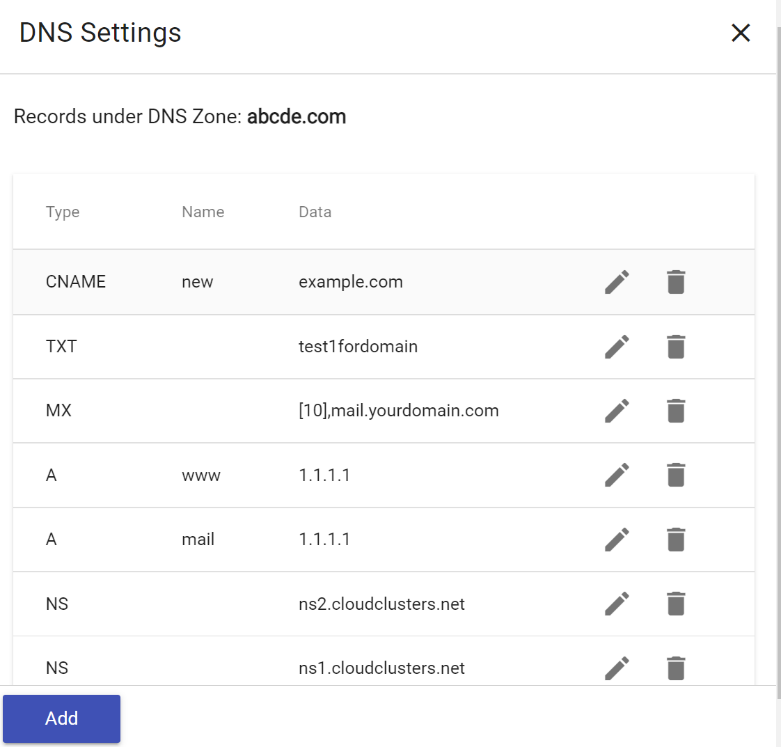 DNS Settings
Records under DNS Zone: abcde.com
Type Name Data
CNAME new example.com
TXT test1fordomain
MX [10],mail.yourdomain.com
A www 1.1.1.1
A mail 1.1.1.1
NS ns2.cloudclusters.net
NS ns1.cloudclusters.net
Add